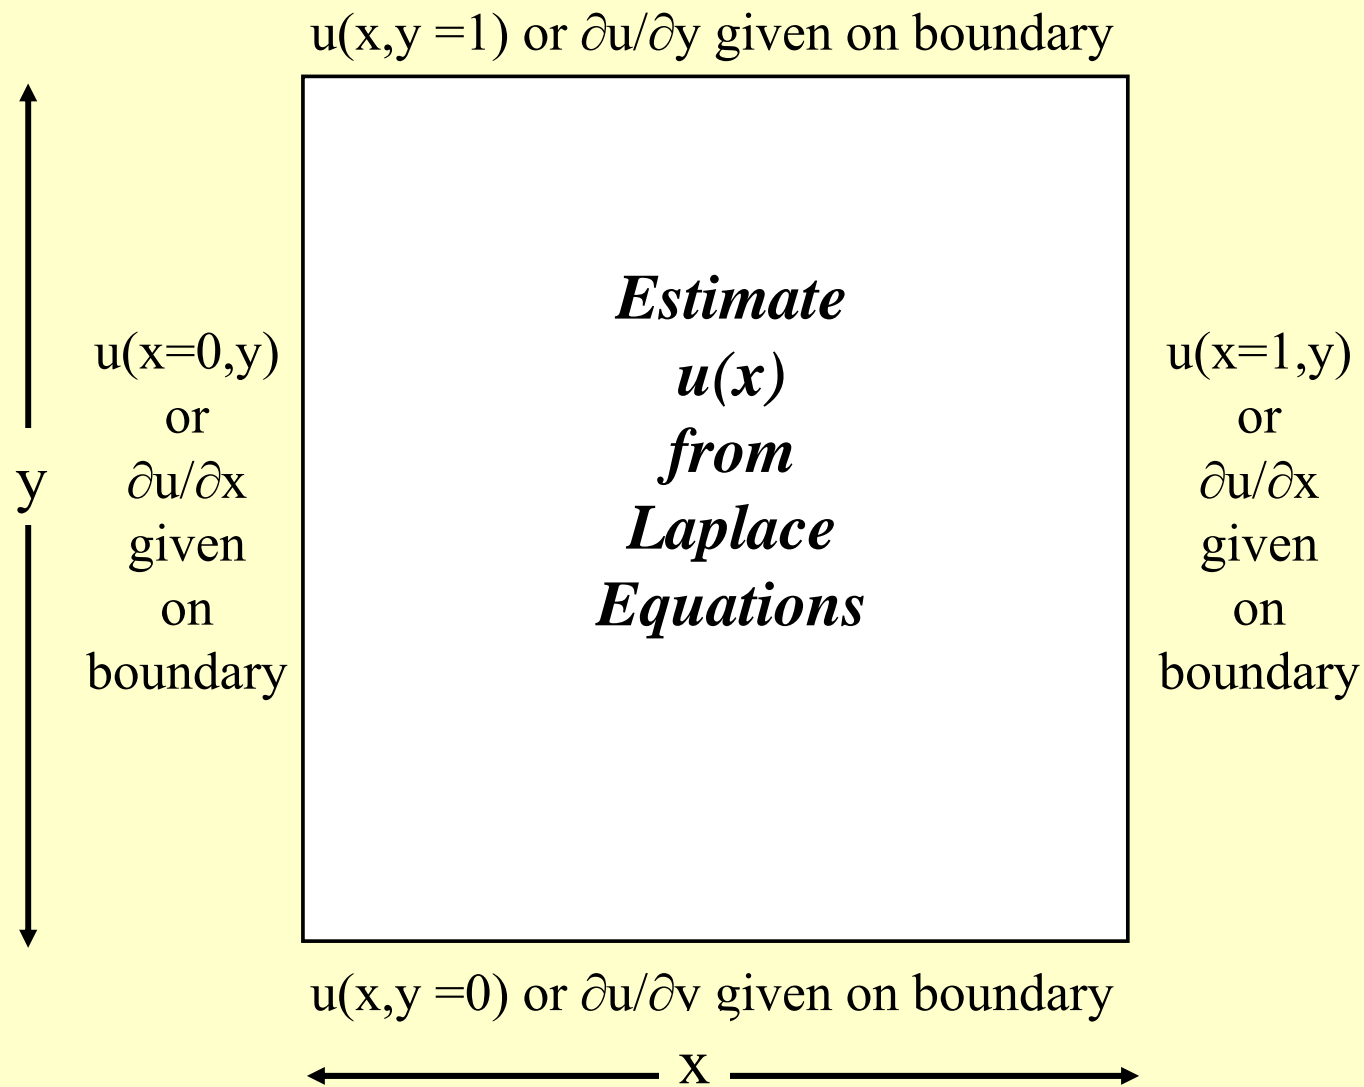 u(x,y =1) or ∂u/∂y given on boundary
Estimate
u(x)
from
Laplace
Equations
u(x=0,y)
or
∂u/∂x
given
on
boundary
y
u(x=1,y)
or
∂u/∂x
given
on
boundary
u(x,y =0) or ∂u/∂y given on boundary
x